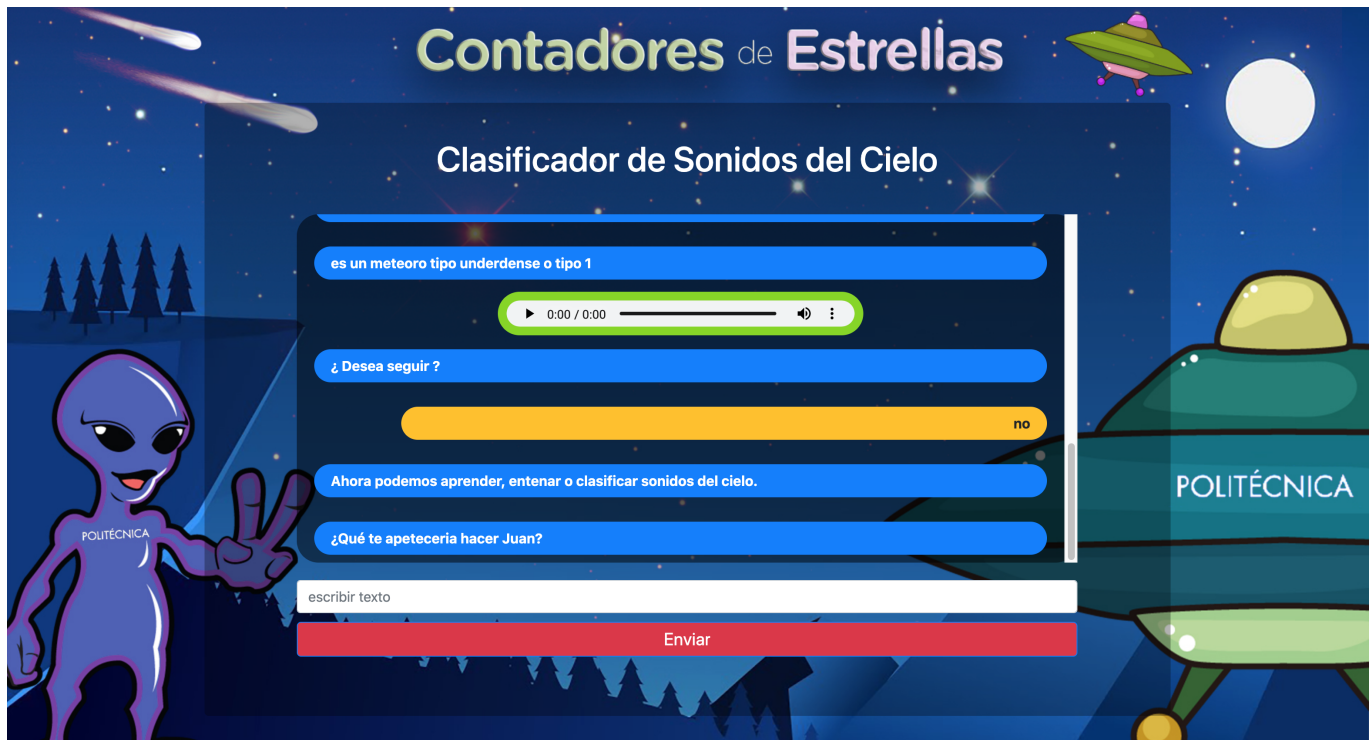 Contadores de Estrellas
Clasificador de Sonidos del Cielo
es un meteoro tipo underdense o tipo 1
0:00 / 0:00
¿ Desea seguir ?
no
Ahora podemos aprender, entenar o clasificar sonidos del cielo.
¿Qué te apeteceria hacer Juan?
escribir texto
Enviar
POLITÉCNICA
POLITÉCNICA